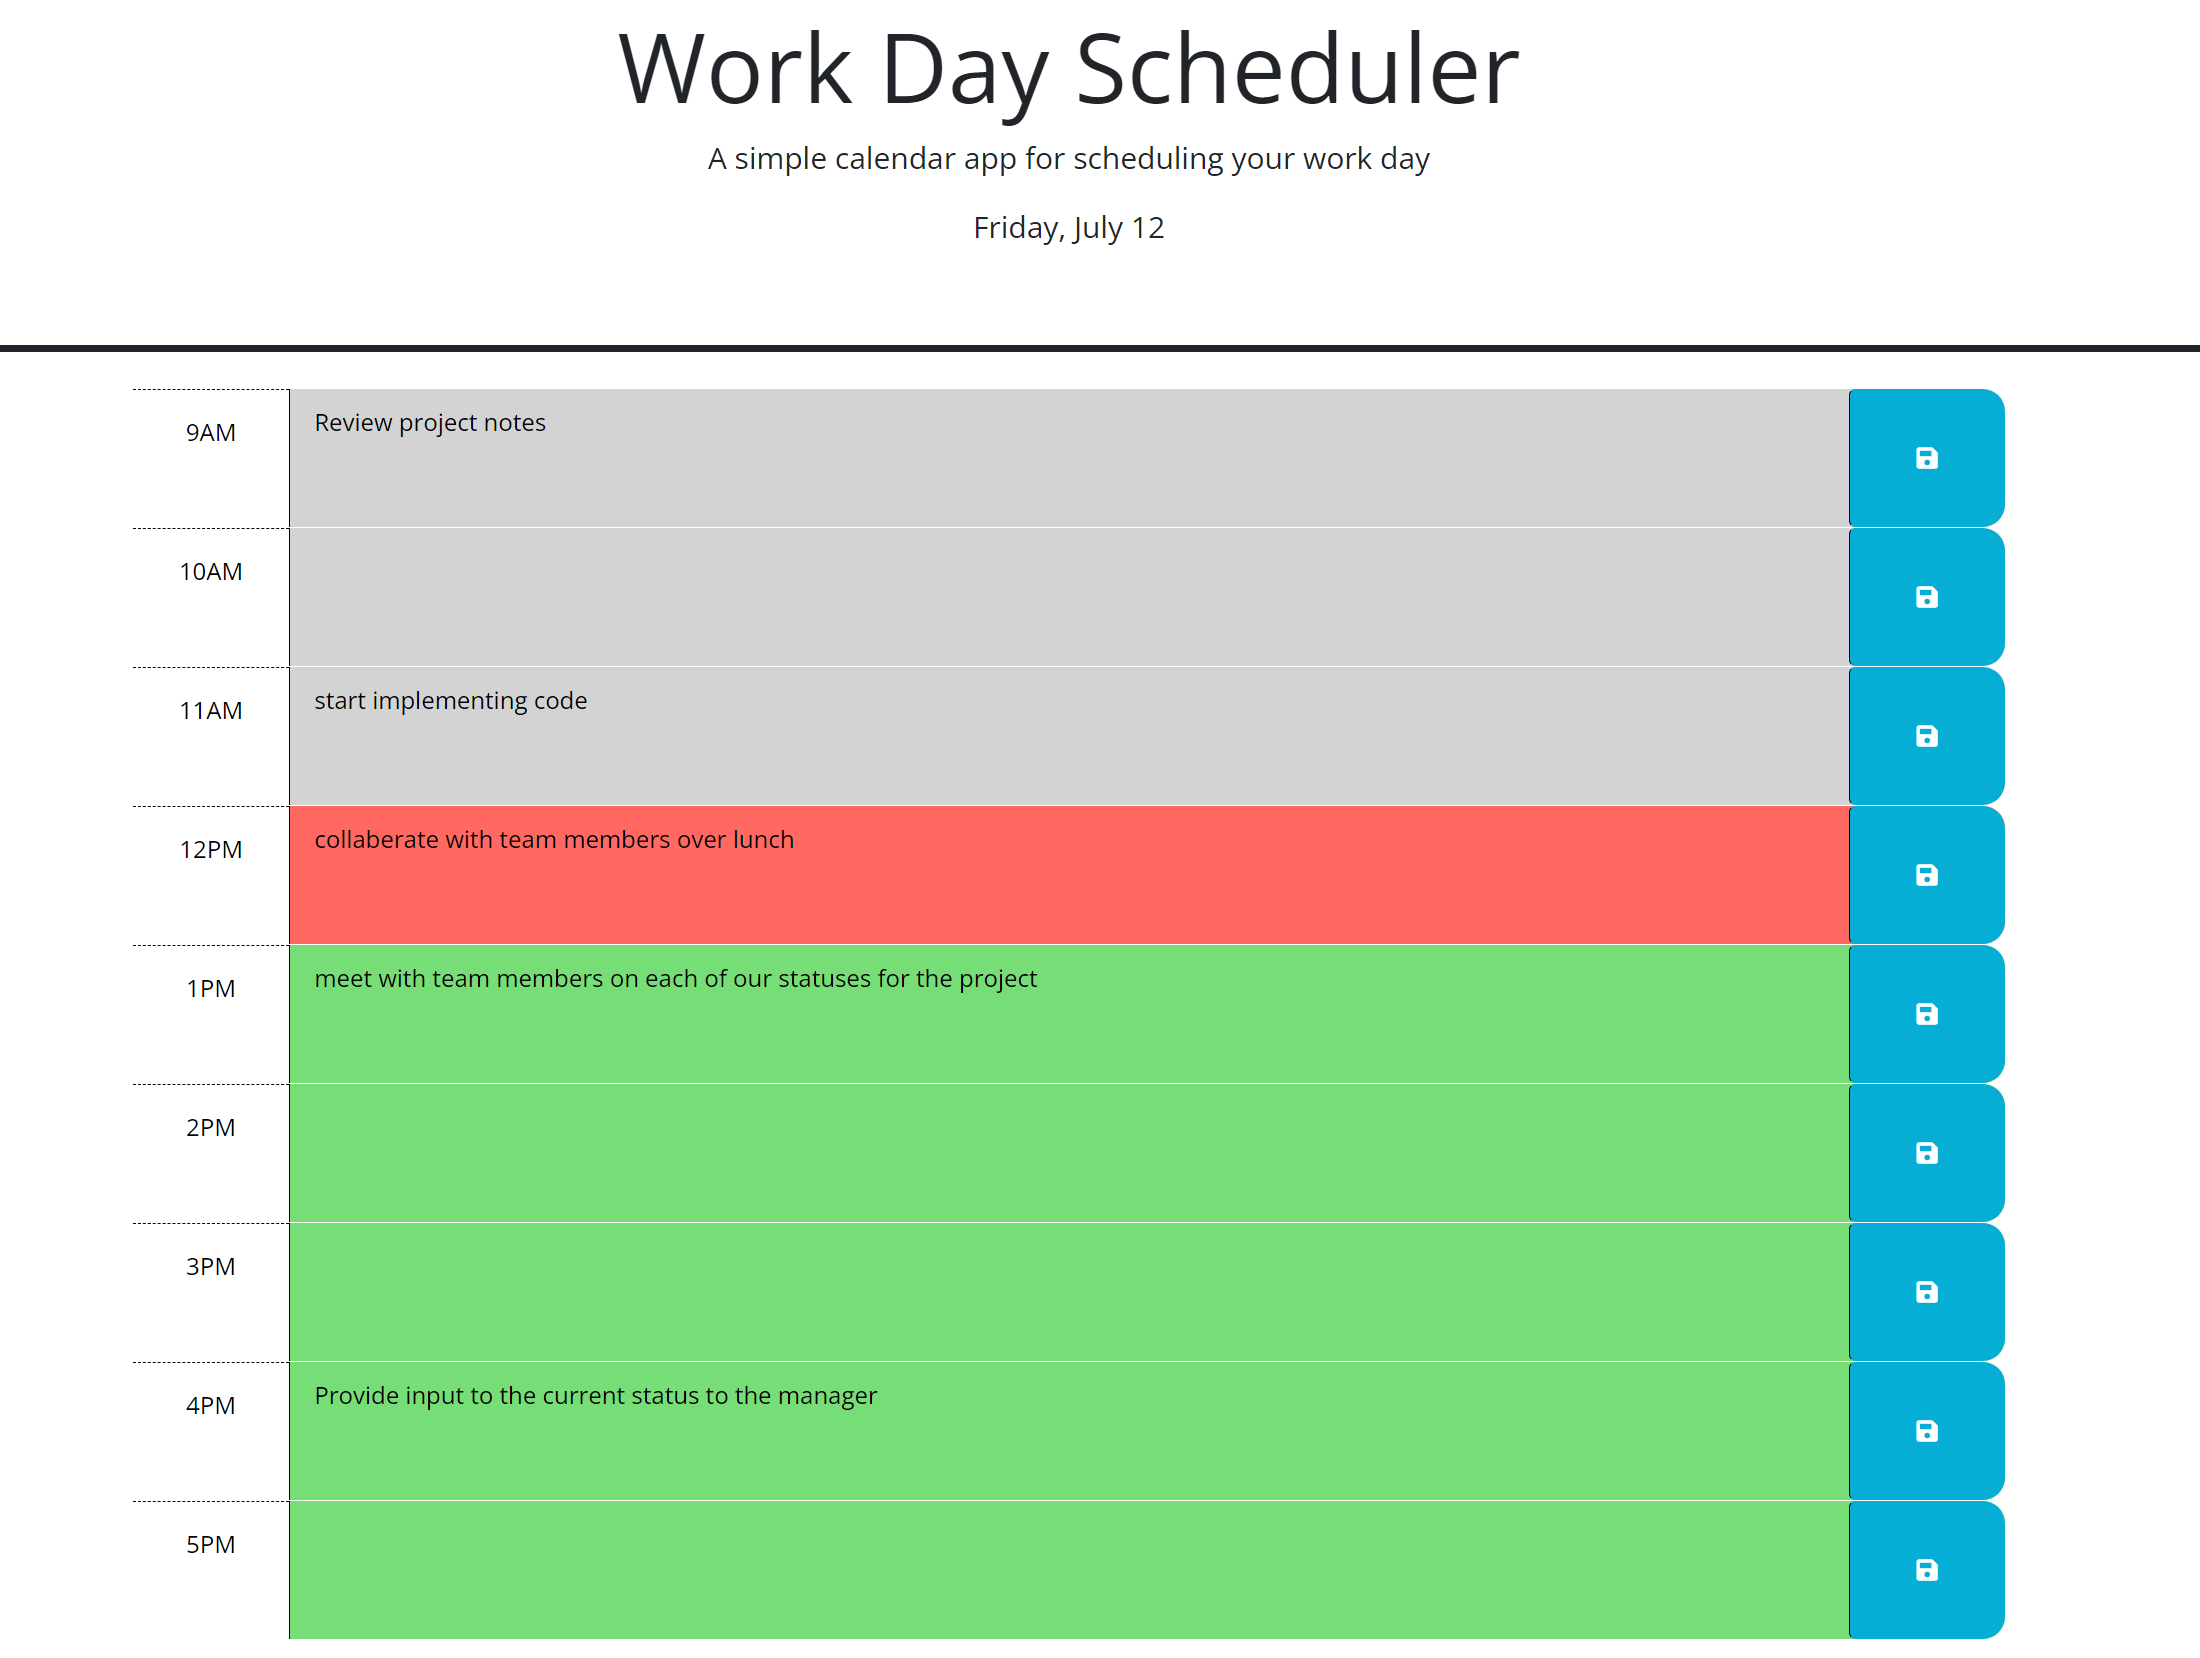 Work Day Scheduler
A simple calendar app for scheduling your work day
Friday, July 12
9AM
Review project notes
10AM
11AM
start implementing code
12PM
collaberate with team members over lunch
1PM
meet with team members on each of our statuses for the project
2PM
3PM
4PM
Provide input to the current status to the manager
5PM